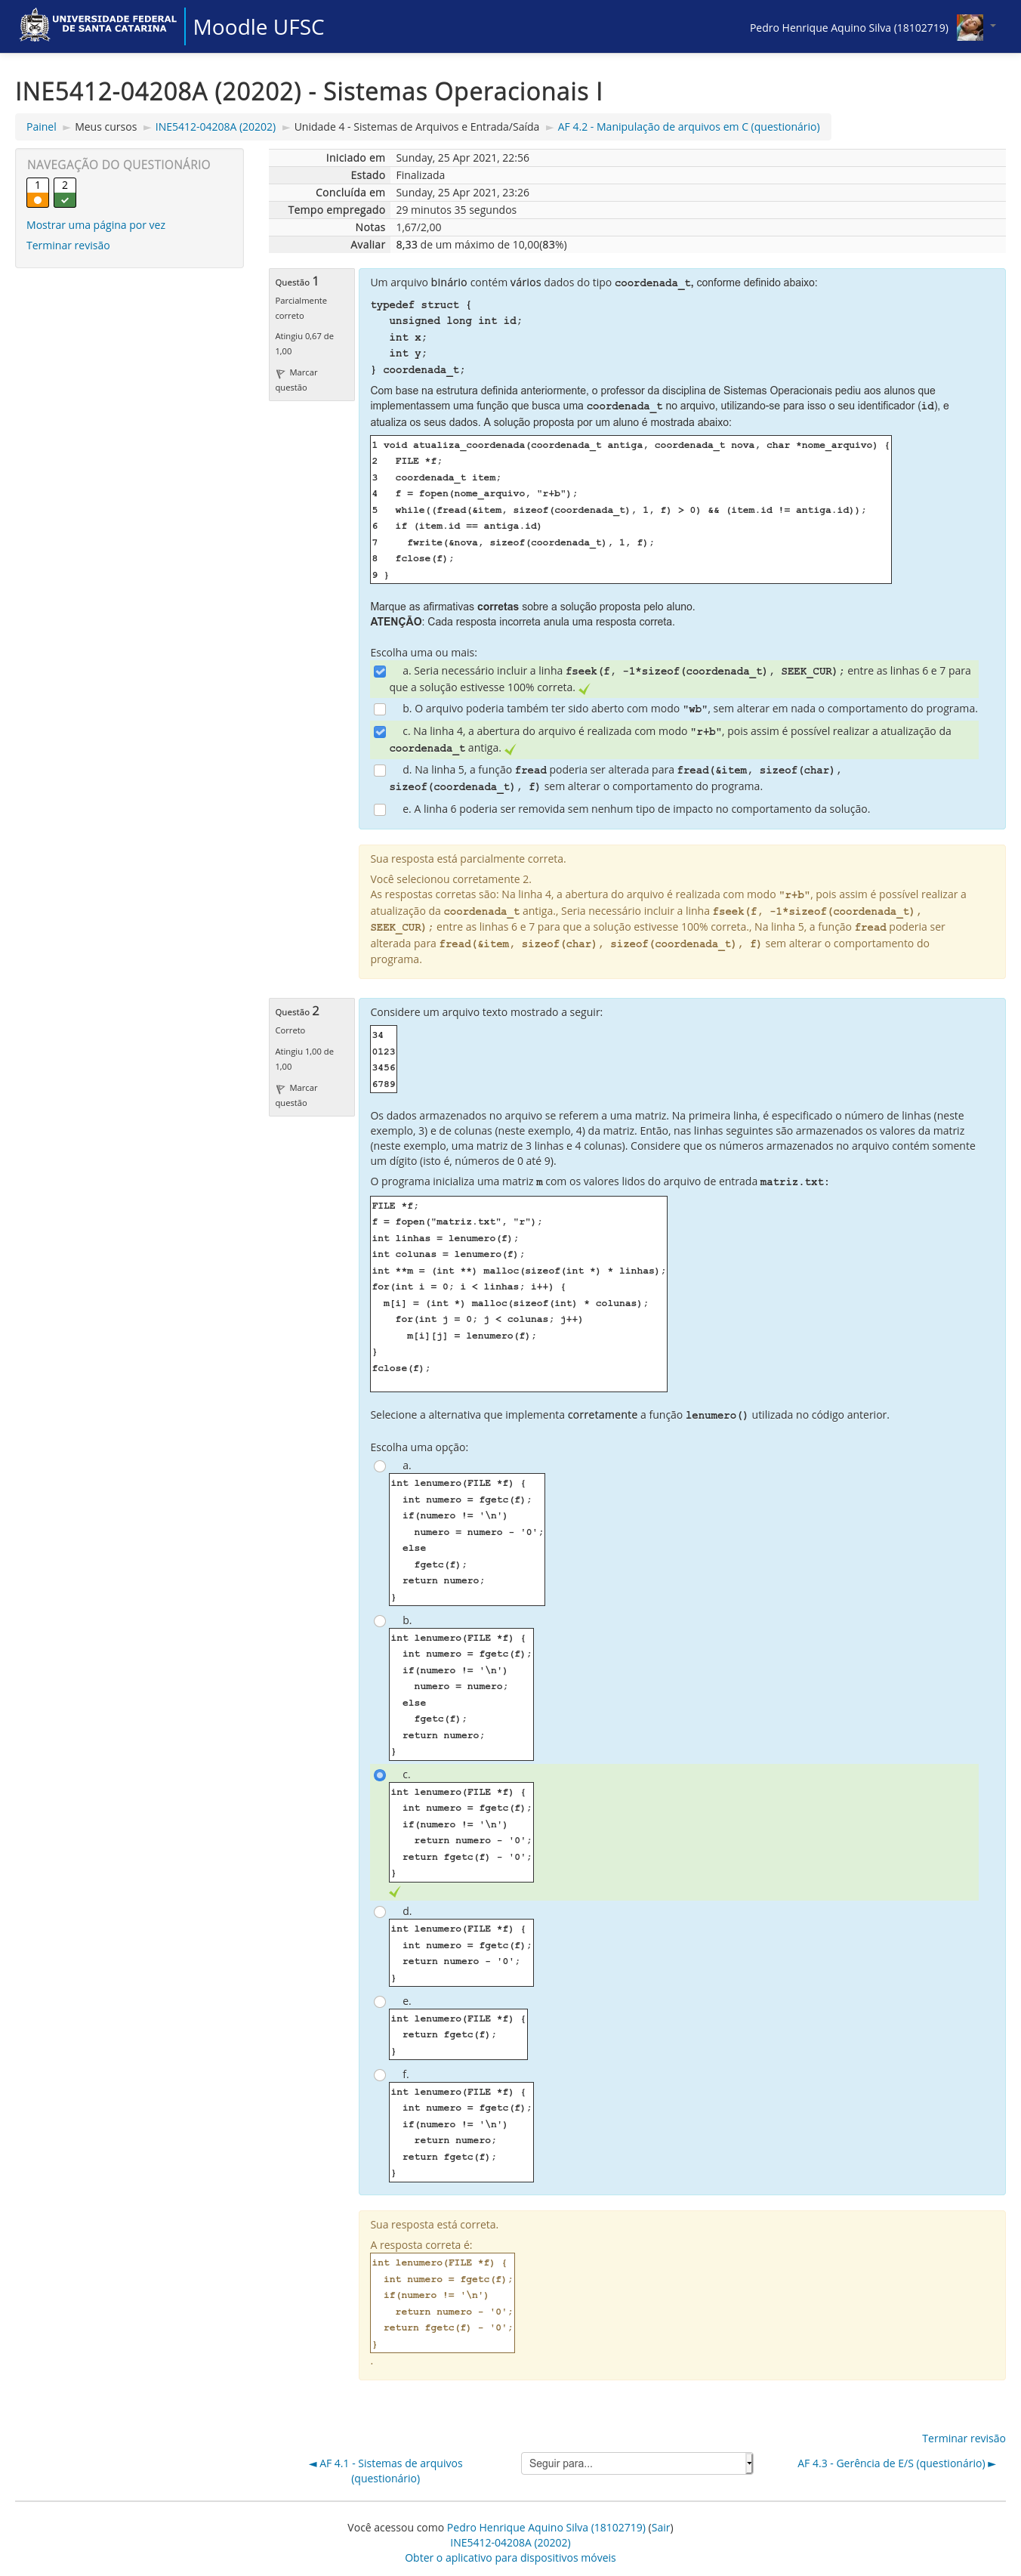 UNIVERSIDADE FEDERAL
DE SANTA CATARINA
Moodle UFSC
Pedro Henrique Aquino Silva (18102719)
INE5412-04208A (20202) - Sistemas Operacionais I
Painel ► Meus cursos ► INE5412-04208A (20202) ► Unidade 4 - Sistemas de Arquivos e Entrada/Saída ► AF 4.2 - Manipulação de arquivos em C (questionário)
NAVEGAÇÃO DO QUESTIONÁRIO
1 2
Mostrar uma página por vez
Terminar revisão
Iniciado em Sunday, 25 Apr 2021, 22:56
Estado Finalizada
Concluída em Sunday, 25 Apr 2021, 23:26
Tempo empregado 29 minutos 35 segundos
Notas 1,67/2,00
Avaliar 8,33 de um máximo de 10,00(83%)
Questão 1
Parcialmente
correto
Atingiu 0,67 de
1,00
Marcar
questão
Um arquivo binário contém vários dados do tipo coordenada_t, conforme definido abaixo:
typedef struct {
   unsigned long int id;
   int x;
   int y;
} coordenada_t;
Com base na estrutura definida anteriormente, o professor da disciplina de Sistemas Operacionais pediu aos alunos que
implementassem uma função que busca uma coordenada_t no arquivo, utilizando-se para isso o seu identificador (id), e
atualiza os seus dados. A solução proposta por um aluno é mostrada abaixo:
1 void atualiza_coordenada(coordenada_t antiga, coordenada_t nova, char *nome_arquivo) {
2   FILE *f;
3   coordenada_t item;
4   f = fopen(nome_arquivo, "r+b");
5   while((fread(&item, sizeof(coordenada_t), 1, f) > 0) && (item.id != antiga.id));
6   if (item.id == antiga.id)
7     fwrite(&nova, sizeof(coordenada_t), 1, f);
8   fclose(f);
9 }
Marque as afirmativas corretas sobre a solução proposta pelo aluno.
ATENÇÃO: Cada resposta incorreta anula uma resposta correta.
Escolha uma ou mais:
a. Seria necessário incluir a linha fseek(f, -1*sizeof(coordenada_t), SEEK_CUR); entre as linhas 6 e 7 para
que a solução estivesse 100% correta.
b. O arquivo poderia também ter sido aberto com modo "wb", sem alterar em nada o comportamento do programa.
c. Na linha 4, a abertura do arquivo é realizada com modo "r+b", pois assim é possível realizar a atualização da
coordenada_t antiga.
d. Na linha 5, a função fread poderia ser alterada para fread(&item, sizeof(char),
sizeof(coordenada_t), f) sem alterar o comportamento do programa.
e. A linha 6 poderia ser removida sem nenhum tipo de impacto no comportamento da solução.
Sua resposta está parcialmente correta.
Você selecionou corretamente 2.
As respostas corretas são: Na linha 4, a abertura do arquivo é realizada com modo "r+b", pois assim é possível realizar a
atualização da coordenada_t antiga., Seria necessário incluir a linha fseek(f, -1*sizeof(coordenada_t),
SEEK_CUR); entre as linhas 6 e 7 para que a solução estivesse 100% correta., Na linha 5, a função fread poderia ser
alterada para fread(&item, sizeof(char), sizeof(coordenada_t), f) sem alterar o comportamento do
programa.
Questão 2
Correto
Atingiu 1,00 de
1,00
Marcar
questão
Considere um arquivo texto mostrado a seguir:
34
0123
3456
6789
Os dados armazenados no arquivo se referem a uma matriz. Na primeira linha, é especificado o número de linhas (neste
exemplo, 3) e de colunas (neste exemplo, 4) da matriz. Então, nas linhas seguintes são armazenados os valores da matriz
(neste exemplo, uma matriz de 3 linhas e 4 colunas). Considere que os números armazenados no arquivo contém somente
um dígito (isto é, números de 0 até 9).
O programa inicializa uma matriz m com os valores lidos do arquivo de entrada matriz.txt:
FILE *f;
f = fopen("matriz.txt", "r");
int linhas = lenumero(f);
int colunas = lenumero(f);
int **m = (int **) malloc(sizeof(int *) * linhas);
for(int i = 0; i < linhas; i++) {
  m[i] = (int *) malloc(sizeof(int) * colunas);
    for(int j = 0; j < colunas; j++)
      m[i][j] = lenumero(f);
}
fclose(f);
Selecione a alternativa que implementa corretamente a função lenumero() utilizada no código anterior.
Escolha uma opção:
a.
int lenumero(FILE *f) {
  int numero = fgetc(f);
  if(numero != '\n')
    numero = numero - '0';
  else
    fgetc(f);
  return numero;
}
b.
int lenumero(FILE *f) {
  int numero = fgetc(f);
  if(numero != '\n')
    numero = numero;
  else
    fgetc(f);
  return numero;
}
c.
int lenumero(FILE *f) {
  int numero = fgetc(f);
  if(numero != '\n')
    return numero - '0';
  return fgetc(f) - '0';
}
d.
int lenumero(FILE *f) {
  int numero = fgetc(f);
  return numero - '0';
}
e.
int lenumero(FILE *f) {
  return fgetc(f);
}
f.
int lenumero(FILE *f) {
  int numero = fgetc(f);
  if(numero != '\n')
    return numero;
  return fgetc(f);
}
Sua resposta está correta.
A resposta correta é:
int lenumero(FILE *f) {
  int numero = fgetc(f);
  if(numero != '\n')
    return numero - '0';
  return fgetc(f) - '0';
}
.
Terminar revisão
◄ AF 4.1 - Sistemas de arquivos
(questionário)
Seguir para...
AF 4.3 - Gerência de E/S (questionário) ►
Você acessou como Pedro Henrique Aquino Silva (18102719) (Sair)
INE5412-04208A (20202)
Obter o aplicativo para dispositivos móveis